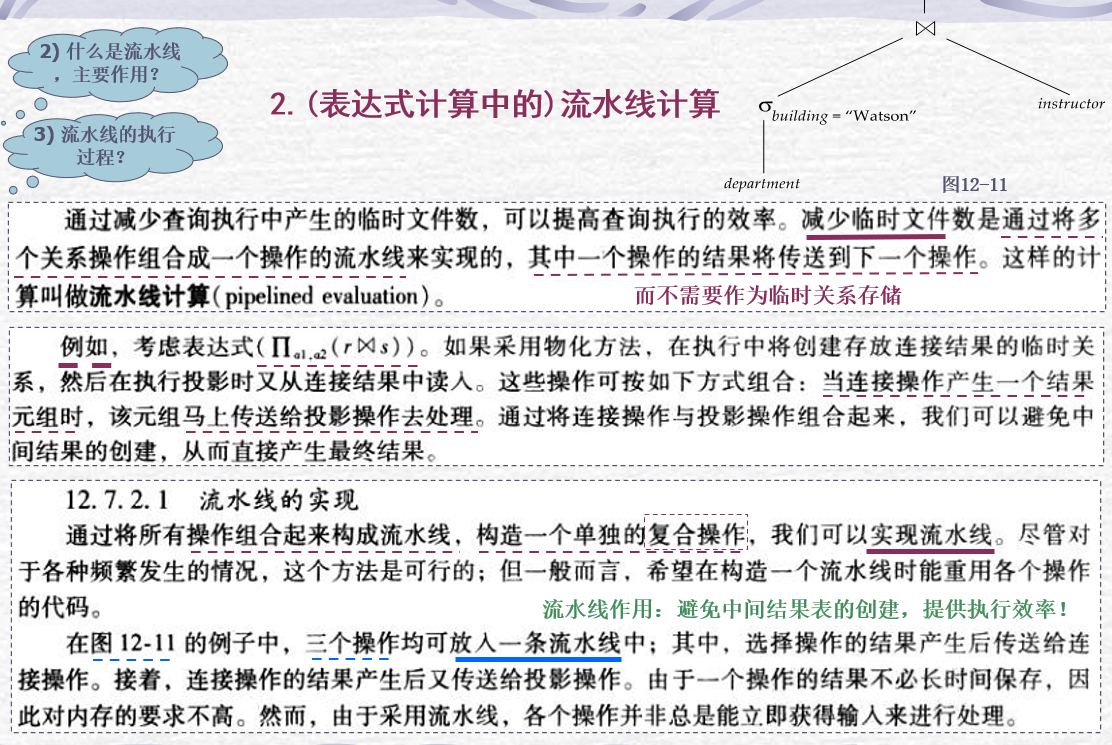 2) 什么是流水线
，主要作用？
3) 流水线的执行
过程？
2. (表达式计算中的) 流水线计算
⋈
σ building = “Watson”
instructor
department
图12-11
通过减少查询执行中产生的临时文件数，可以提高查询执行的效率。减少临时文件数是通过将多
个关系操作组合成一个操作的流水线来实现的，其中一个操作的结果将传送到下一个操作。这样的计
算叫做流水线计算(pipelined evaluation)。
而不需要作为临时关系存储
例如，考虑表达式(∏a1,a2(r⋈s))。如果采用物化方法，在执行中将创建存放连接结果的临时关
系，然后在执行投影时又从连接结果中读入。这些操作可按如下方式组合：当连接操作产生一个结果
元组时，该元组马上传送给投影操作去处理。通过将连接操作与投影操作组合起来，我们可以避免中
间结果的创建，从而直接产生最终结果。
12.7.2.1 流水线的实现
通过将所有操作组合起来构成流水线，构造一个单独的复合操作，我们可以实现流水线。尽管对
于各种频繁发生的情况，这个方法是可行的；但一般而言，希望在构造一个流水线时能重用各个操作
的代码。
流水线作用：避免中间结果表的创建，提供执行效率！
在图 12-11 的例子中，三个操作均可放入一条流水线中；其中，选择操作的结果产生后传送给连
接操作。接着，连接操作的结果产生后又传送给投影操作。由于一个操作的结果不必长时间保存，因
此对内存的要求不高。然而，由于采用流水线，各个操作并非总是能立即获得输入来进行处理。